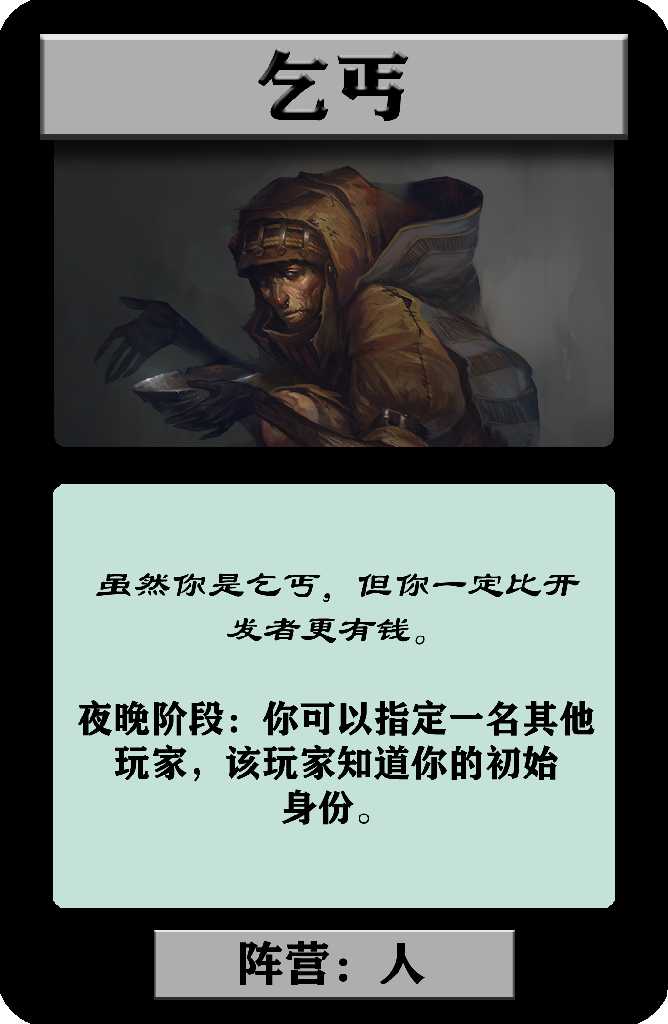 乞丐
虽然你是乞丐，但你一定比开
发者更有钱。
夜晚阶段：你可以指定一名其他
玩家，该玩家知道你的初始
身份。
阵营：人